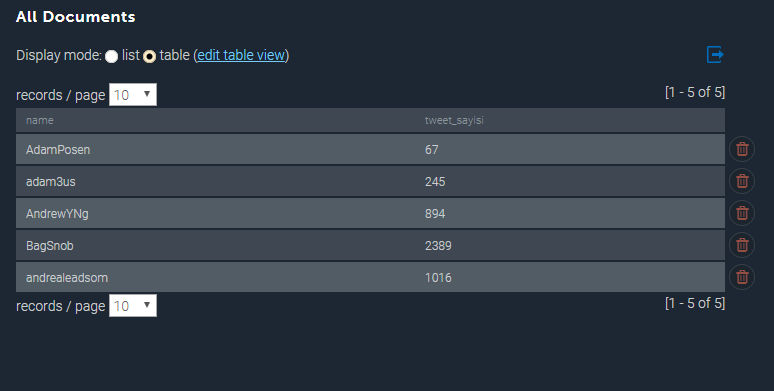 All Documents
Display mode: list table (edit table view)
records / page 10 [1 - 5 of 5]
name tweet_sayisi
AdamPosen 67
adam3us 245
AndrewYNg 894
BagSnob 2389
andrealeadsom 1016
records / page 10 [1 - 5 of 5]